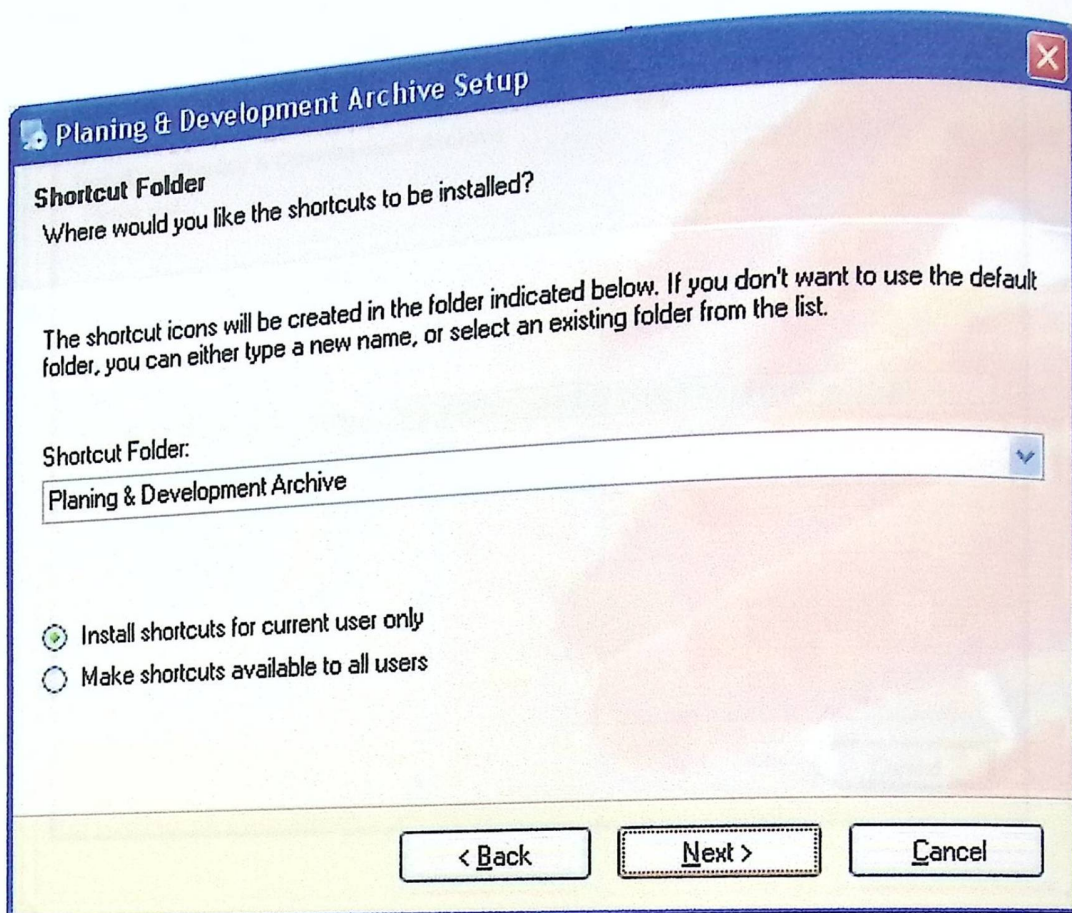 Planing & Development Archive Setup
Shortcut Folder
Where would you like the shortcuts to be installed?
The shortcut icons will be created in the folder indicated below. If you don't want to use the default
folder, you can either type a new name, or select an existing folder from the list.
Shortcut Folder:
Planing & Development Archive
Install shortcuts for current user only
Make shortcuts available to all users
< Back
Next >
Cancel